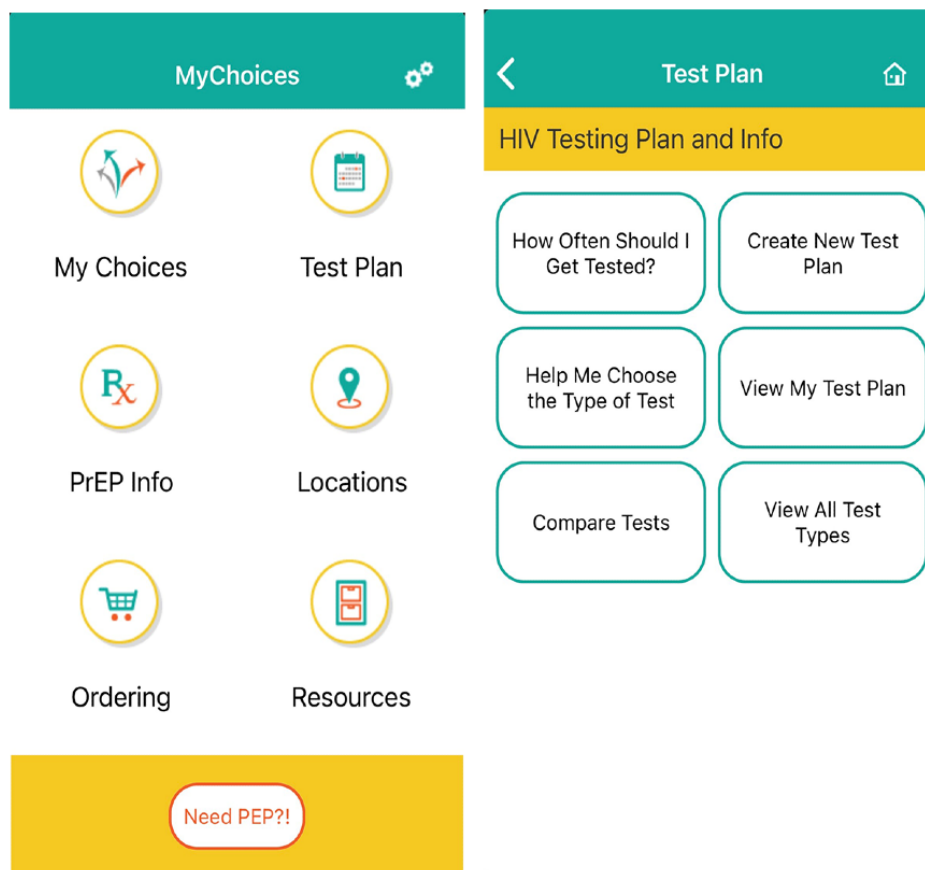 MyChoices
My Choices
Test Plan
Rx
PrEP Info
Locations
Ordering
Resources
Need PEP?!
Test Plan
HIV Testing Plan and Info
How Often Should I
Get Tested?
Create New Test
Plan
Help Me Choose
the Type of Test
View My Test Plan
Compare Tests
View All Test
Types